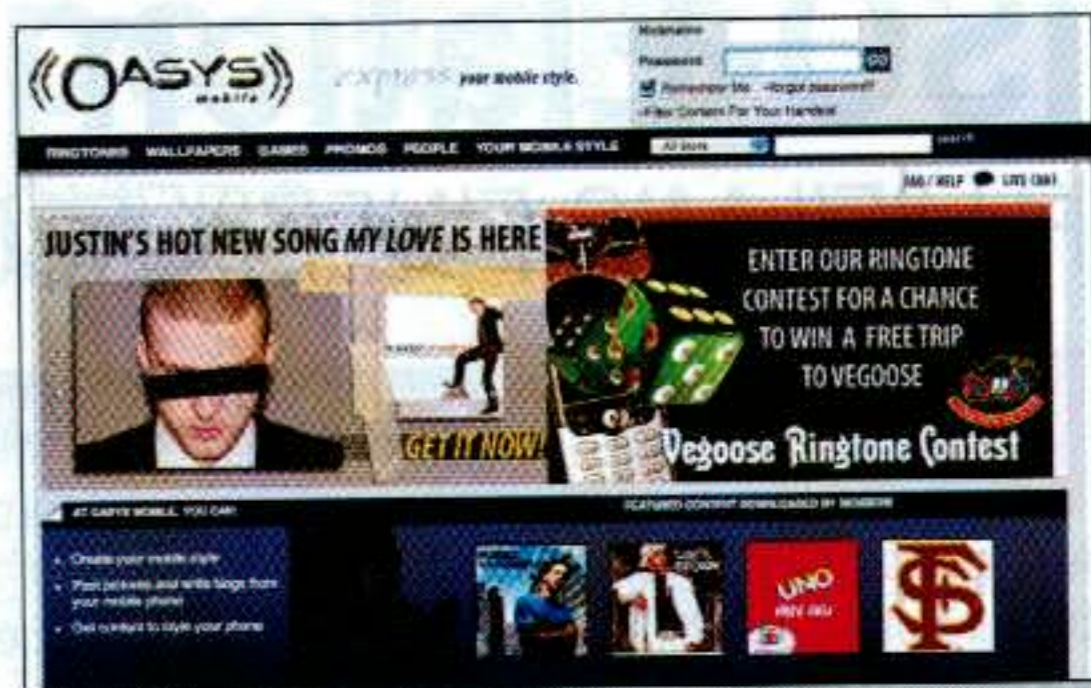 Nickname
((OASYS))
mobile
express your mobile style.
Password
GO
Remember Me Forgot password?
Filter Content For Your Handset
RINGTONES WALLPAPERS GAMES PROMOS PEOPLE YOUR MOBILE STYLE
All Store
search
FAQ / HELP LIVE CHAT
JUSTIN'S HOT NEW SONG MY LOVE IS HERE
GET IT NOW!
ENTER OUR RINGTONE
CONTEST FOR A CHANCE
TO WIN A FREE TRIP
TO VEGOOSE
Vegoose Ringtone Contest
AT OASYS MOBILE, YOU CAN:
FEATURED CONTENT DOWNLOADED BY
• Create your mobile style
• Post pictures and write blogs from
your mobile phone
• Get content to style your phone
UNO